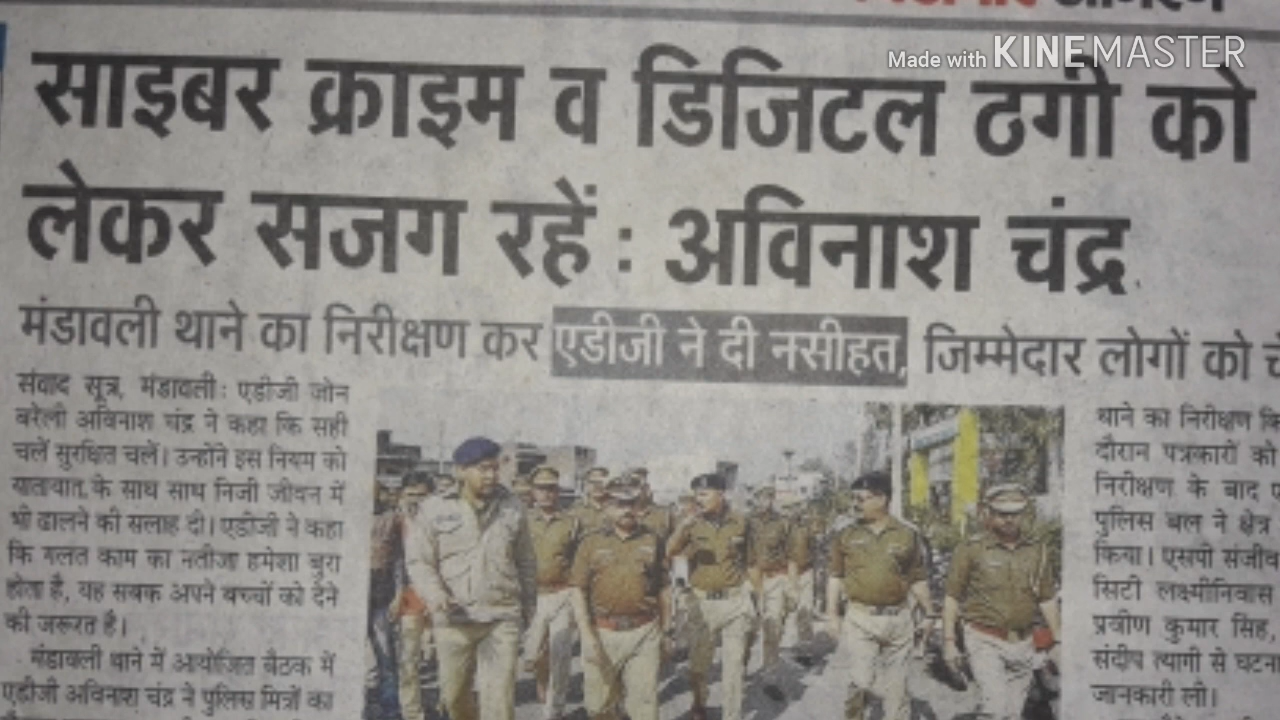 Made with KINEMASTER
साइबर क्राइम व डिजिटल ठगी को
लेकर सजग रहें : अविनाश चंद्र
मंडावली थाने का निरीक्षण कर एडीजी ने दी नसीहत, जिम्मेदार लोगों को
संवाद सूत्र, मंडावली : एडीजी जोन
बरेली अविनाश चंद्र ने कहा कि सही
चलें सुरक्षित चलें। उन्होंने इस नियम को
यातायात के साथ साथ निजी जीवन में
भी ढालने की सलाह दी। एडीजी ने कहा
कि गलत काम का नतीजा हमेशा बुरा
होता है, यह सबक अपने बच्चों को देने
की जरूरत है।
मंडावली थाने में आयोजित बैठक में
एडीजी अविनाश चंद्र ने पुलिस मित्रों का
थाने का निरीक्षण
दौरान पत्रकारों को
निरीक्षण के बाद
पुलिस बल ने क्षेत्र
किया। एसपी संजीव
सिटी लक्ष्मीनिवास
प्रवीण कुमार सिंह,
संदीप त्यागी से घटना
जानकारी ली।